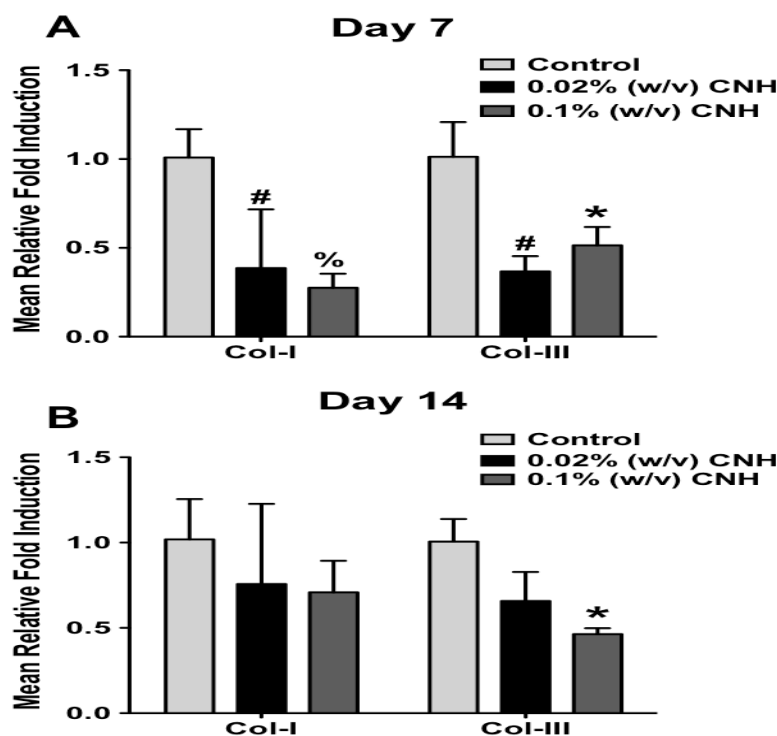 A
Day 7
Control
0.02% (w/v) CNH
0.1% (w/v) CNH
Mean Relative Fold Induction
1.5
1.0
0.5
0.0
#
%
#
*
Col-I
Col-III
B
Day 14
Control
0.02% (w/v) CNH
0.1% (w/v) CNH
Mean Relative Fold Induction
1.5
1.0
0.5
0.0
*
Col-I
Col-III